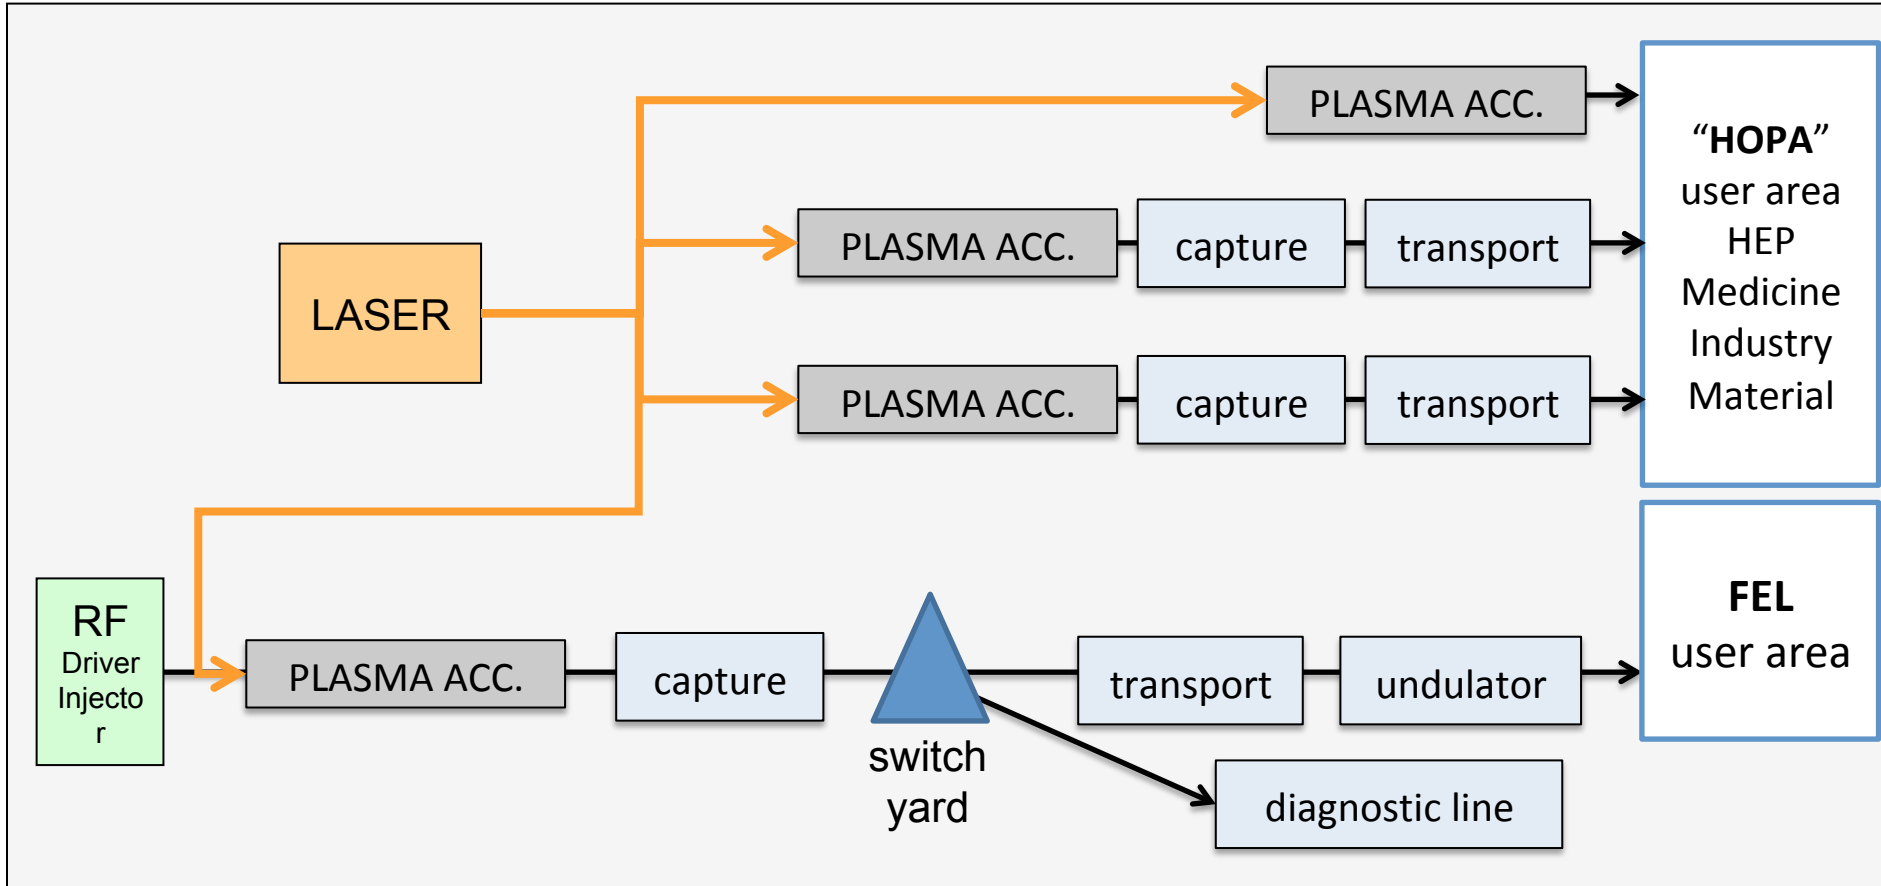 PLASMA ACC.
“HOPA”
user area
HEP
Medicine
Industry
Material
PLASMA ACC.
capture
transport
LASER
PLASMA ACC.
capture
transport
RF
Driver
Injecto
r
PLASMA ACC.
capture
switch
yard
transport
undulator
FEL
user area
diagnostic line